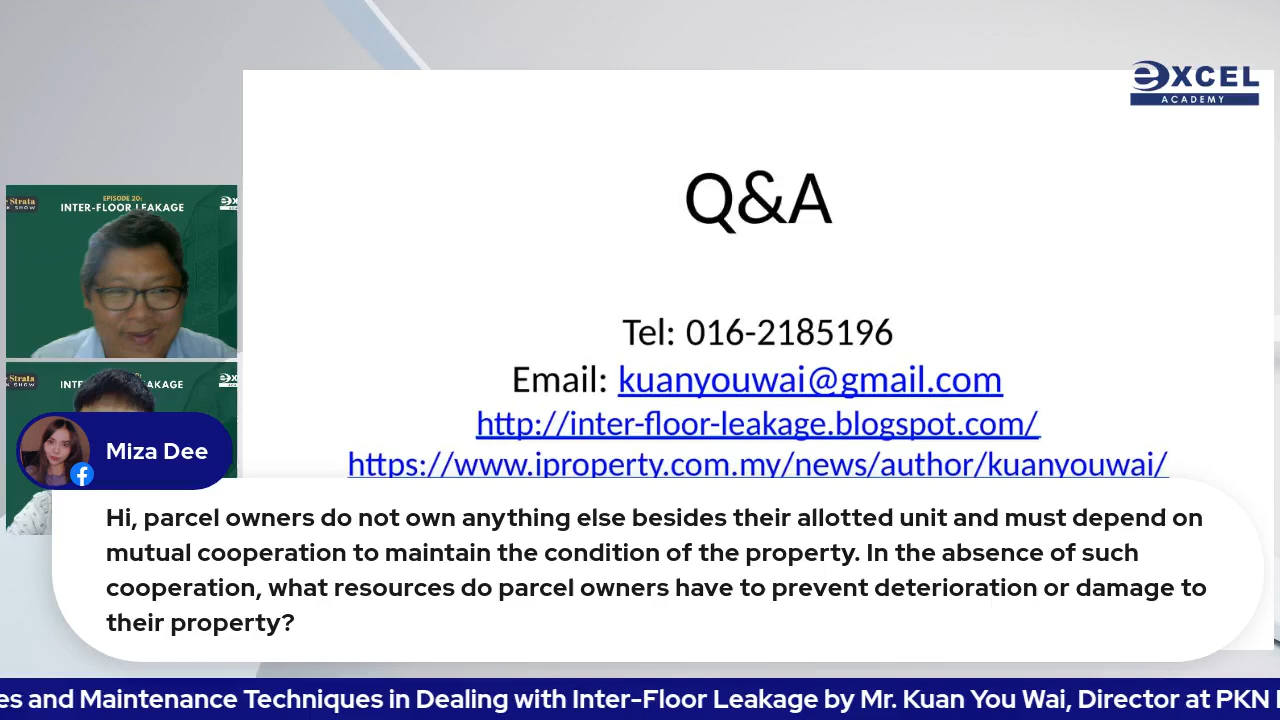 eXCEL
ACADEMY
Q&A
Tel: 016-2185196
Email: kuanyouwai@gmail.com
http://inter-floor-leakage.blogspot.com/
https://www.iproperty.com.my/news/author/kuanyouwai/
Strata
K SHOW
EPISODE 20:
INTER-FLOOR LEAKAGE
Strata
K SHOW
Miza Dee
Hi, parcel owners do not own anything else besides their allotted unit and must depend on
mutual cooperation to maintain the condition of the property. In the absence of such
cooperation, what resources do parcel owners have to prevent deterioration or damage to
their property?
es and Maintenance Techniques in Dealing with Inter-Floor Leakage by Mr. Kuan You Wai, Director at PKN